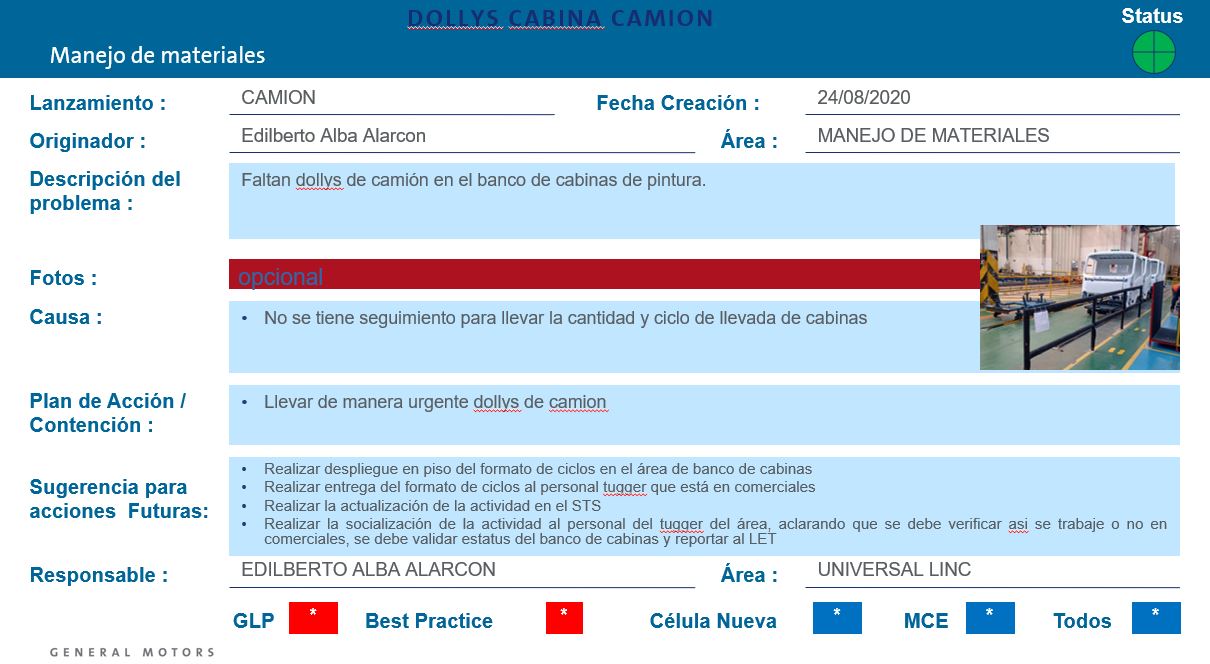 DOLLYS CABINA CAMION
Status
Manejo de materiales
Lanzamiento : CAMION Fecha Creación : 24/08/2020
Originador : Edilberto Alba Alarcon Área : MANEJO DE MATERIALES
Descripción del Faltan dollys de camión en el banco de cabinas de pintura.
problema :
Fotos : opcional
Causa : • No se tiene seguimiento para llevar la cantidad y ciclo de llevada de cabinas
Plan de Acción / • Llevar de manera urgente dollys de camion
Contención :
• Realizar despliegue en piso del formato de ciclos en el área de banco de cabinas
Sugerencia para • Realizar entrega del formato de ciclos al personal tugger que está en comerciales
acciones Futuras: • Realizar la actualización de la actividad en el STS
• Realizar la socialización de la actividad al personal del tugger del área, aclarando que se debe verificar asi se trabaje o no en
comerciales, se debe validar estatus del banco de cabinas y reportar al LET
Responsable : EDILBERTO ALBA ALARCON Área : UNIVERSAL LINC
GLP * Best Practice * Célula Nueva * MCE * Todos *
GENERAL MOTORS